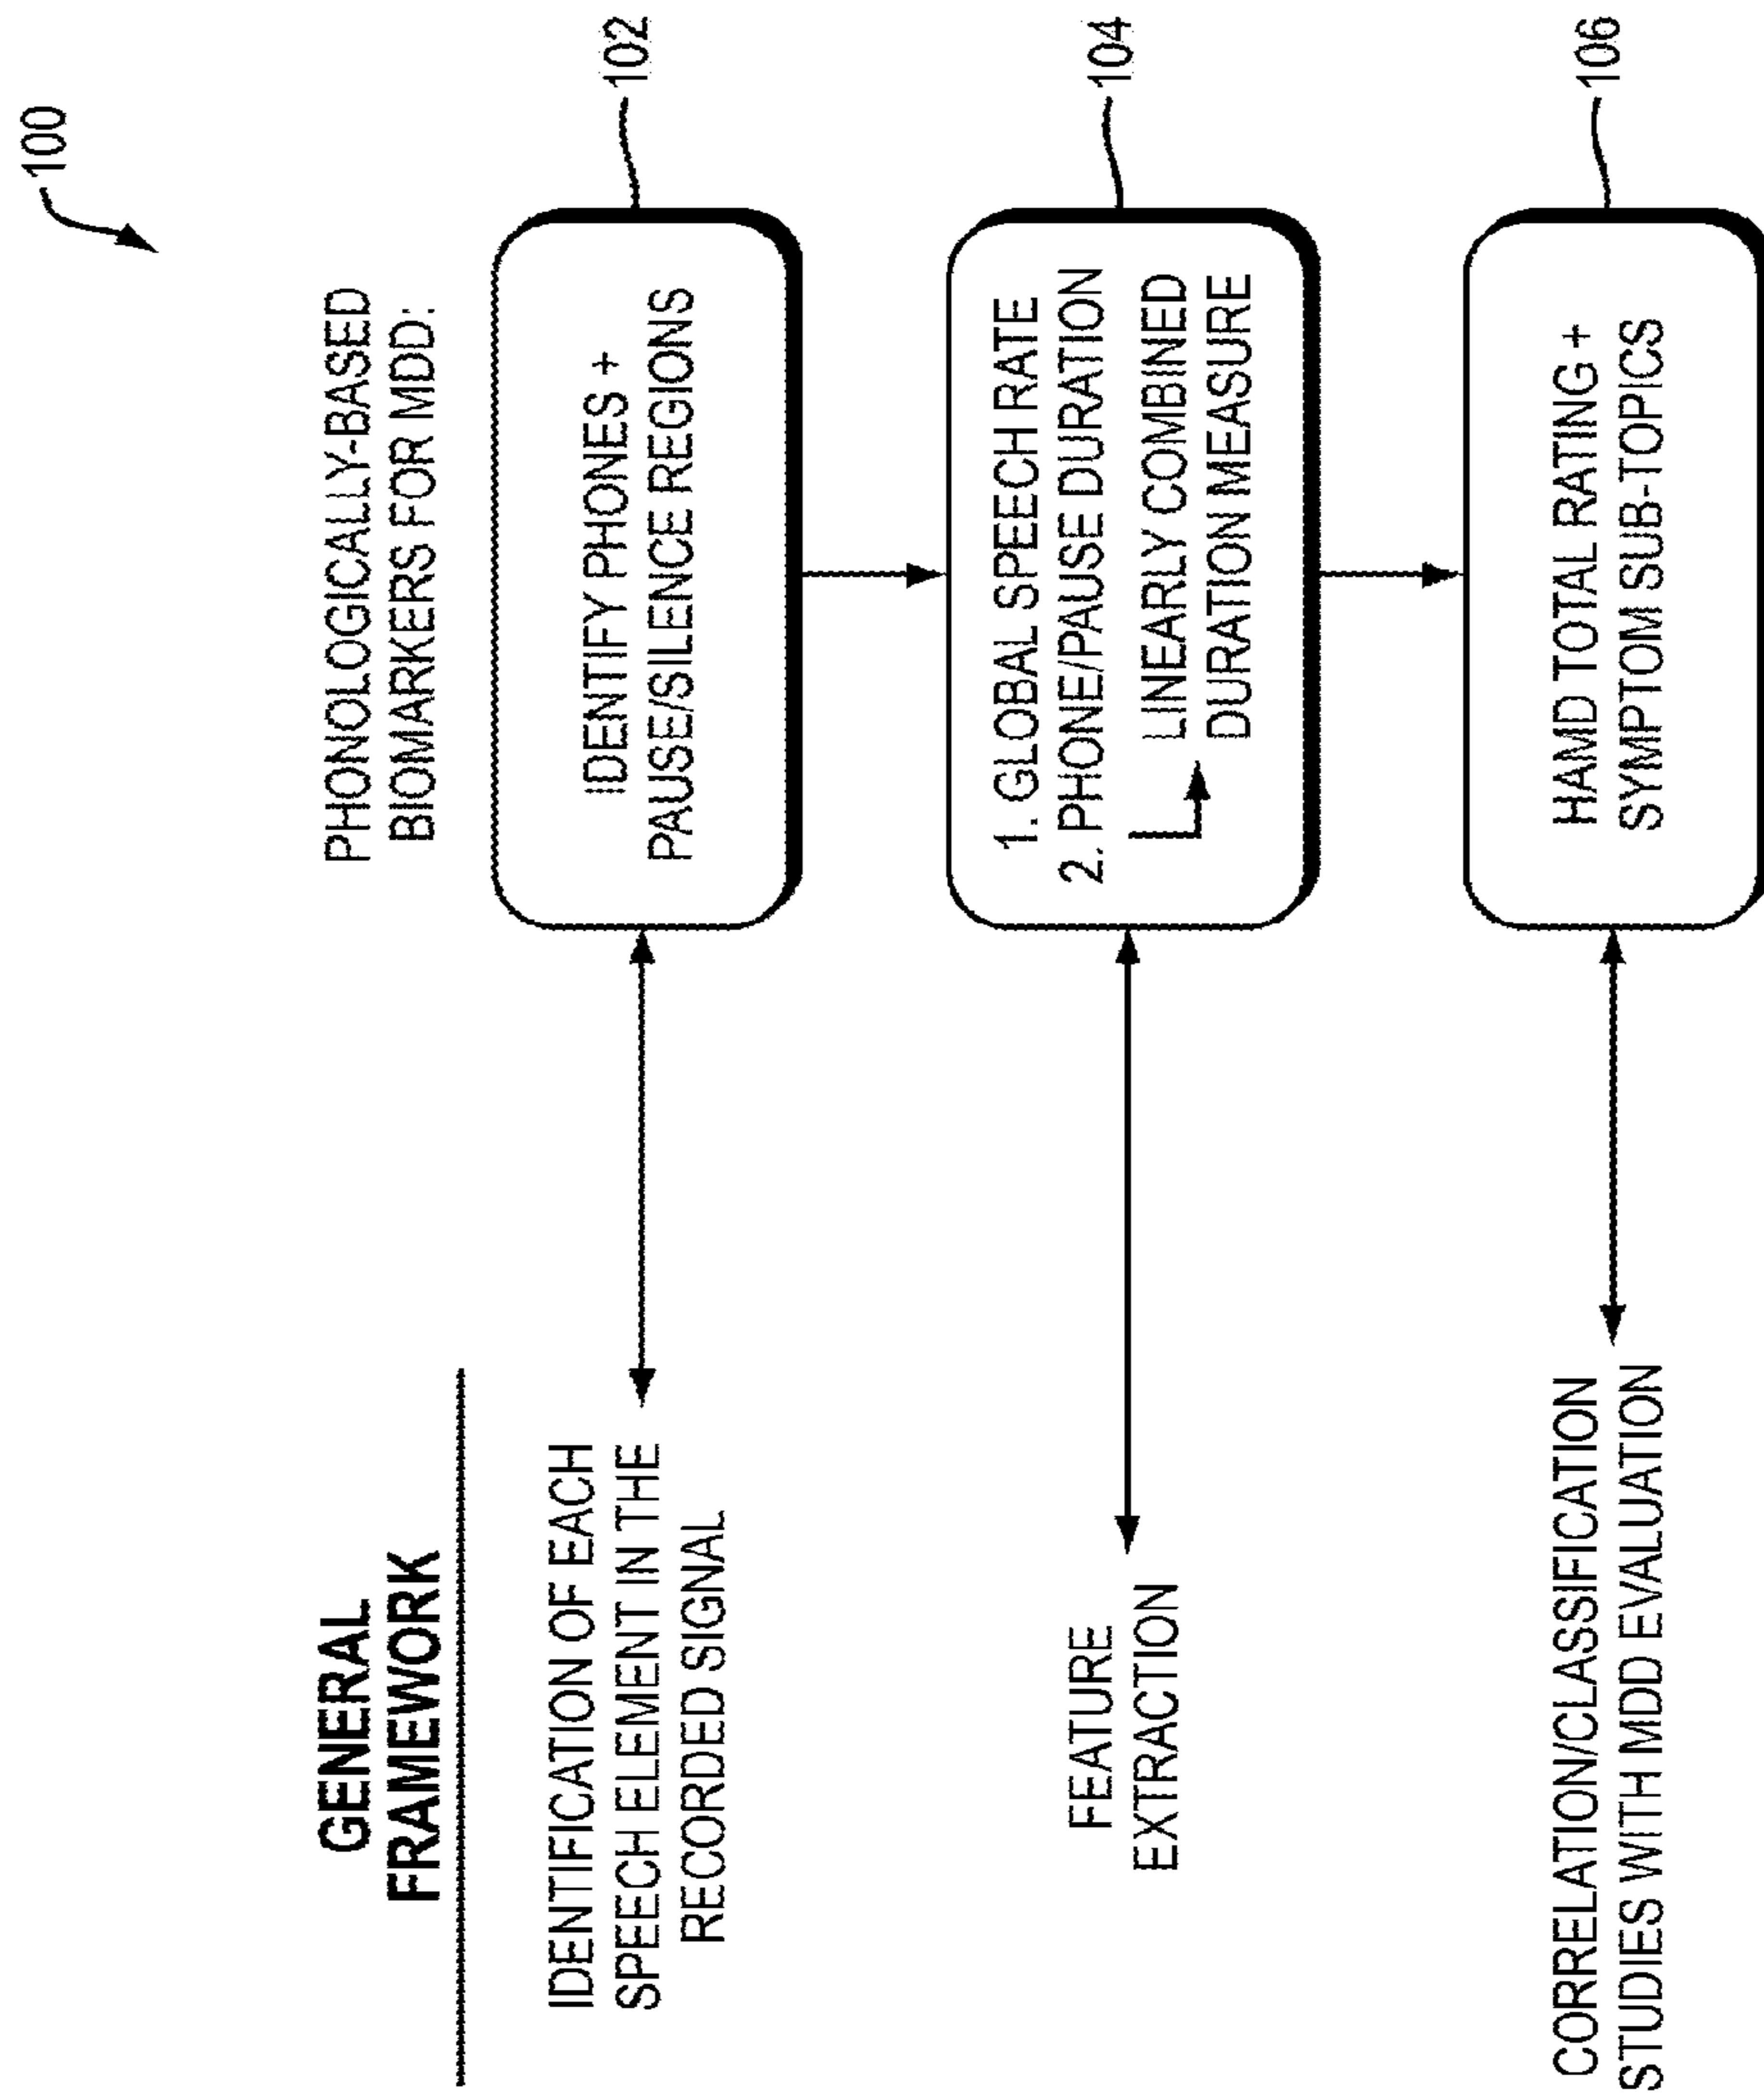 100
GENERAL
FRAMEWORK
PHONOLOGICALLY-BASED
BIOMARKERS FOR MDD:
IDENTIFICATION OF EACH
SPEECH ELEMENT IN THE
RECORDED SIGNAL
IDENTIFY PHONES +
PAUSE/SILENCE REGIONS
102
FEATURE
EXTRACTION
1. GLOBAL SPEECH RATE
2. PHONE/PAUSE DURATION
LINEARLY COMBINED
DURATION MEASURE
104
CORRELATION/CLASSIFICATION
STUDIES WITH MDD EVALUATION
HAMD TOTAL RATING +
SYMPTOM SUB-TOPICS
106